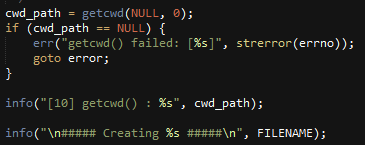 cwd_path = getcwd(NULL, 0);
if (cwd_path == NULL) {
    err("getcwd() failed: [%s]", strerror(errno));
    goto error;
}

info("[10] getcwd() : %s", cwd_path);

info("\n##### Creating %s #####\n", FILENAME);